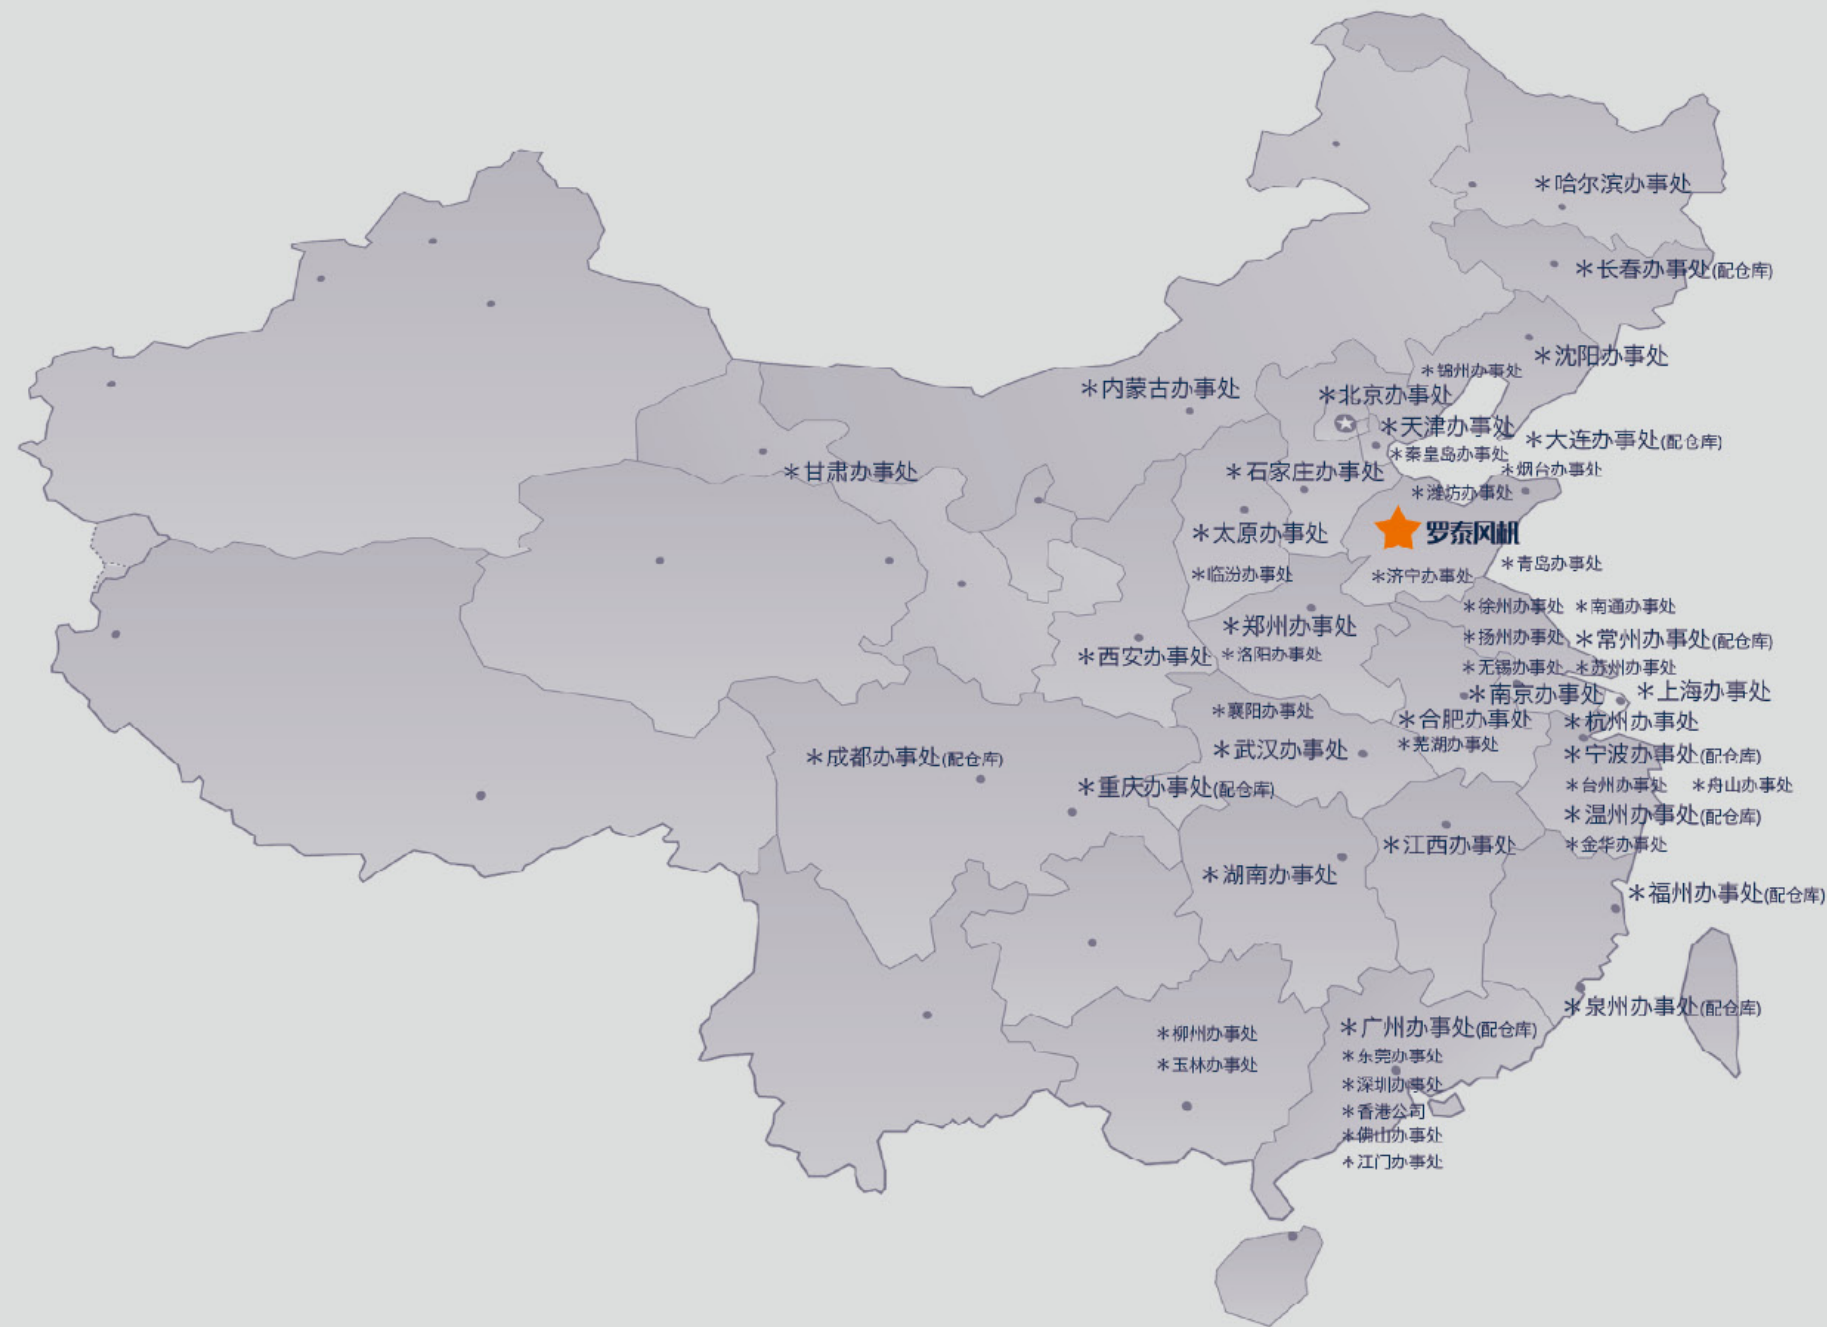 ＊哈尔滨办事处
＊长春办事处(配仓库)
＊沈阳办事处
＊锦州办事处
＊内蒙古办事处
＊北京办事处
＊天津办事处
＊大连办事处(配仓库)
＊秦皇岛办事处
＊烟台办事处
＊甘肃办事处
＊石家庄办事处
＊潍坊办事处
罗泰风机
＊太原办事处
＊青岛办事处
＊临汾办事处
＊济宁办事处
＊徐州办事处 ＊南通办事处
＊郑州办事处
＊扬州办事处 ＊常州办事处(配仓库)
＊西安办事处
＊洛阳办事处
＊无锡办事处 ＊苏州办事处
＊南京办事处
＊上海办事处
＊襄阳办事处
＊合肥办事处
＊杭州办事处
＊武汉办事处
＊芜湖办事处
＊宁波办事处(配仓库)
＊成都办事处(配仓库)
＊重庆办事处(配仓库)
＊台州办事处 ＊舟山办事处
＊温州办事处(配仓库)
＊江西办事处
＊金华办事处
＊湖南办事处
＊福州办事处(配仓库)
＊泉州办事处(配仓库)
＊柳州办事处
＊广州办事处(配仓库)
＊玉林办事处
＊东莞办事处
＊深圳办事处
＊香港公司
＊佛山办事处
＊江门办事处